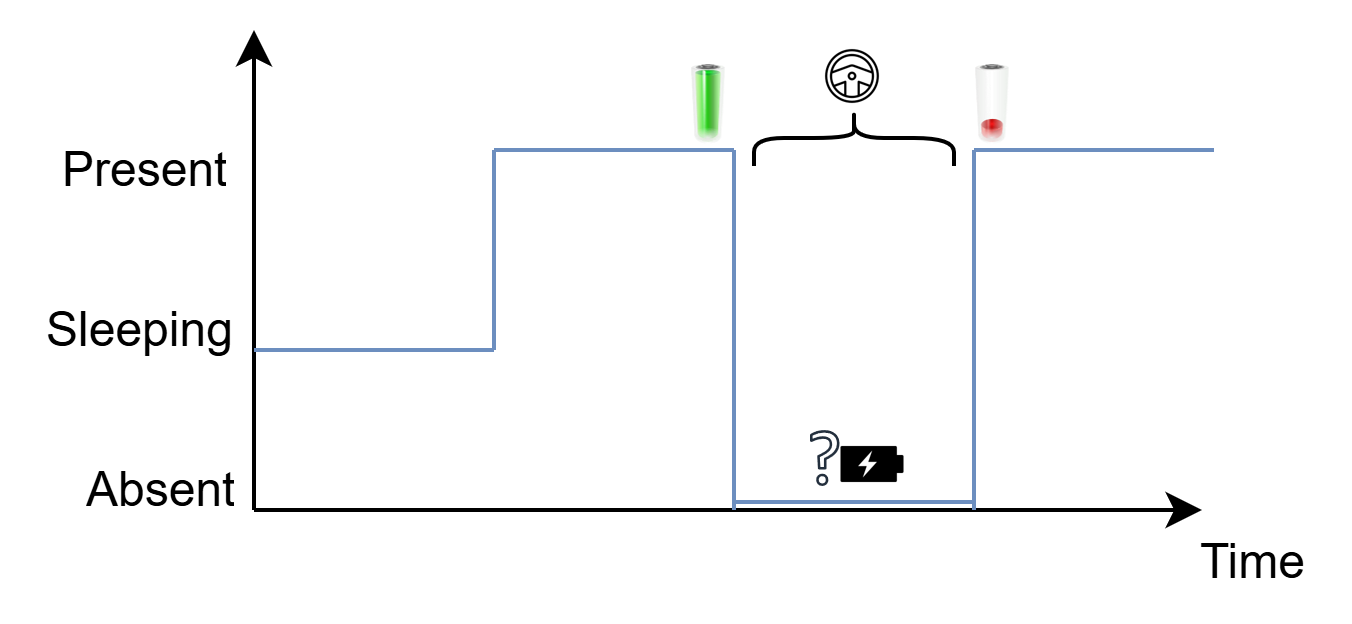 Present
Sleeping
?
Absent
Time